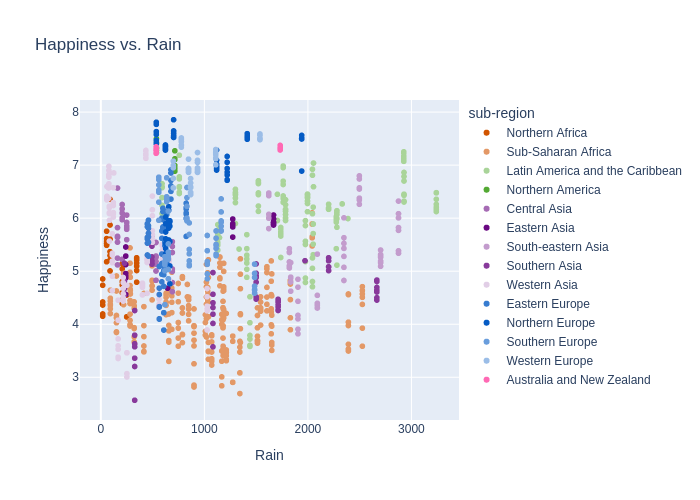 Happiness vs. Rain
sub-region
Northern Africa
Sub-Saharan Africa
Latin America and the Caribbean
Northern America
Central Asia
Eastern Asia
South-eastern Asia
Southern Asia
Western Asia
Eastern Europe
Northern Europe
Southern Europe
Western Europe
Australia and New Zealand
8
7
6
5
4
3
Happiness
0 1000 2000 3000
Rain